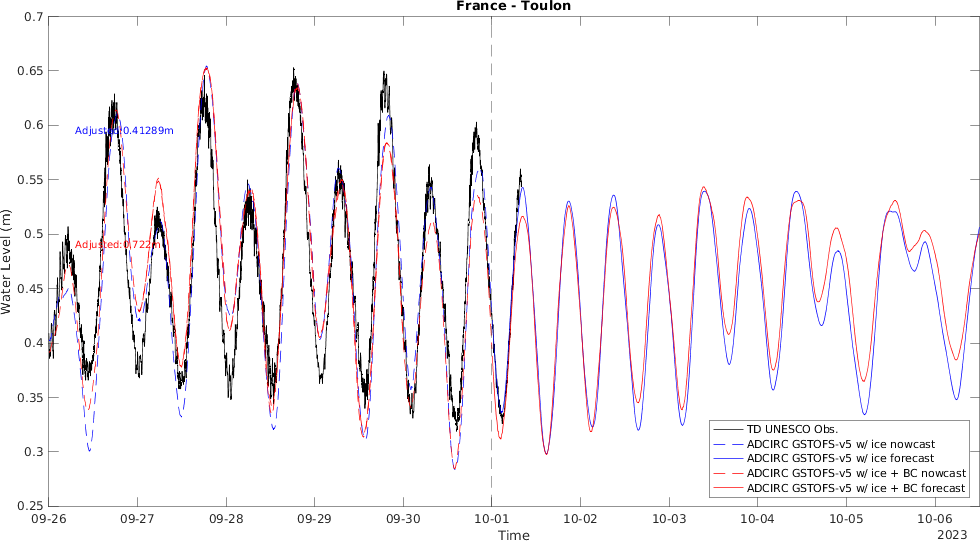 France - Toulon
0.7
0.65
0.6
0.55
0.5
0.45
0.4
0.35
0.3
0.25
Water Level (m)
Adjusted:0.41289m
Adjusted:0.722m
TD UNESCO Obs.
ADCIRC GSTOFS-v5 w/ ice nowcast
ADCIRC GSTOFS-v5 w/ ice forecast
ADCIRC GSTOFS-v5 w/ ice + BC nowcast
ADCIRC GSTOFS-v5 w/ ice + BC forecast
09-26 09-27 09-28 09-29 09-30 10-01 10-02 10-03 10-04 10-05 10-06
Time
2023